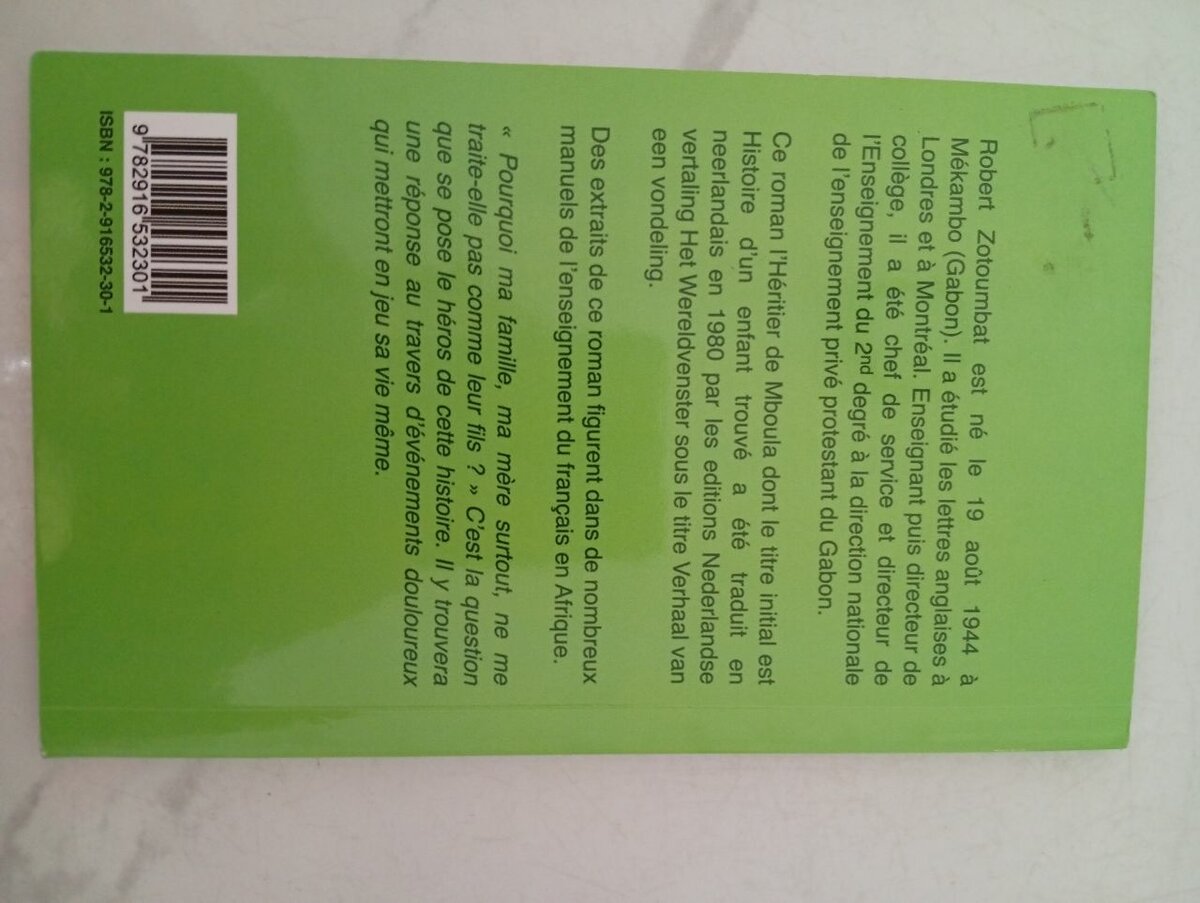 Robert Zotoumbat est né le 19 août 1944 à
Mékambo (Gabon). Il a étudié les lettres anglaises à
Londres et à Montréal. Enseignant puis directeur de
collège, il a été chef de service et directeur de
l'Enseignement du 2nd degré à la direction nationale
de l'enseignement privé protestant du Gabon.
Ce roman l'Héritier de Mboula dont le titre initial est
Histoire d'un enfant trouvé a été traduit en
neerlandais en 1980 par les editions Nederlandse
vertaling Het Wereldvenster sous le titre Verhaal van
een vondeling.
Des extraits de ce roman figurent dans de nombreux
manuels de l'enseignement du français en Afrique.
« Pourquoi ma famille, ma mère surtout, ne me
traite-elle pas comme leur fils ? » C'est la question
que se pose le héros de cette histoire. Il y trouvera
une réponse au travers d'événements douloureux
qui mettront en jeu sa vie même.
9 782916 532301
ISBN : 978-2-916532-30-1